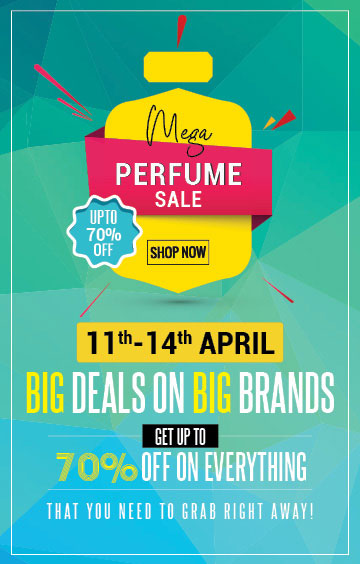 Mega
PERFUME
SALE
UPTO
70%
OFF
SHOP NOW
11th-14th APRIL
BIG DEALS ON BIG BRANDS
GET UP TO
70% OFF ON EVERYTHING
THAT YOU NEED TO GRAB RIGHT AWAY!